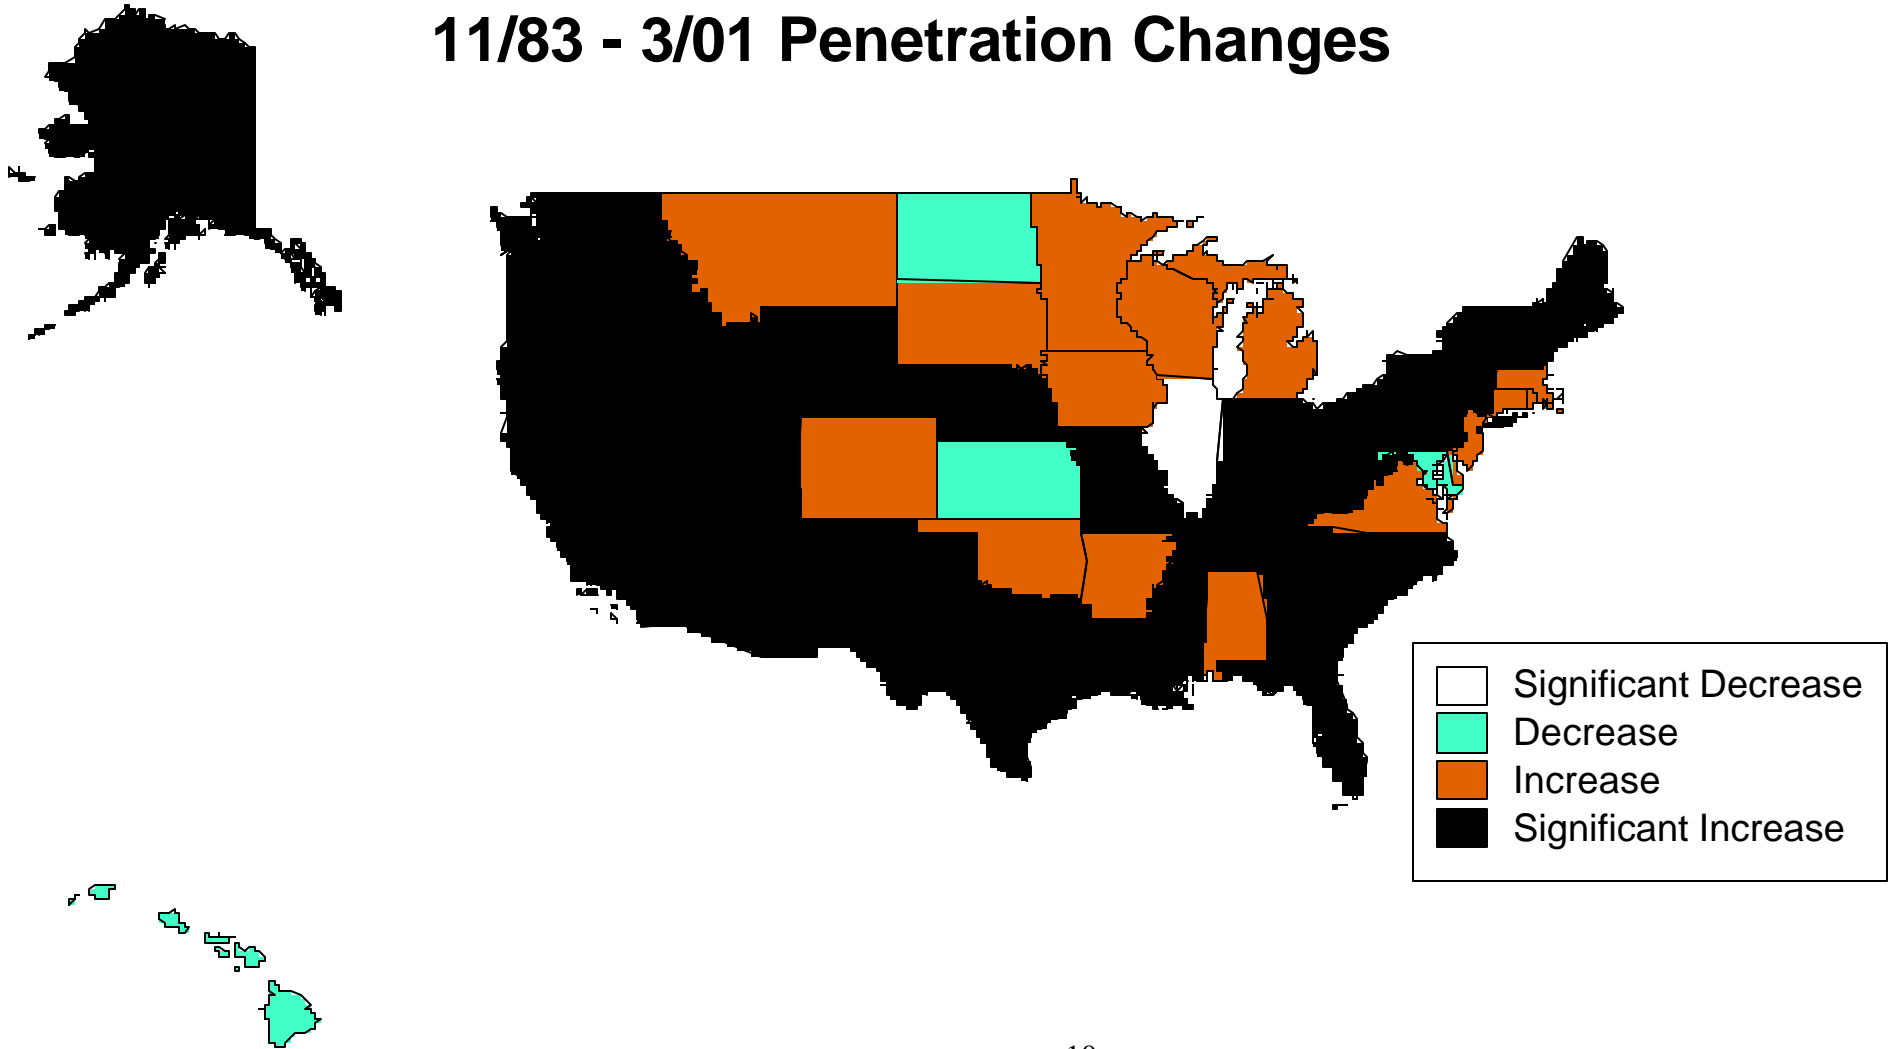 11/83 - 3/01 Penetration Changes
Significant Decrease
Decrease
Increase
Significant Increase